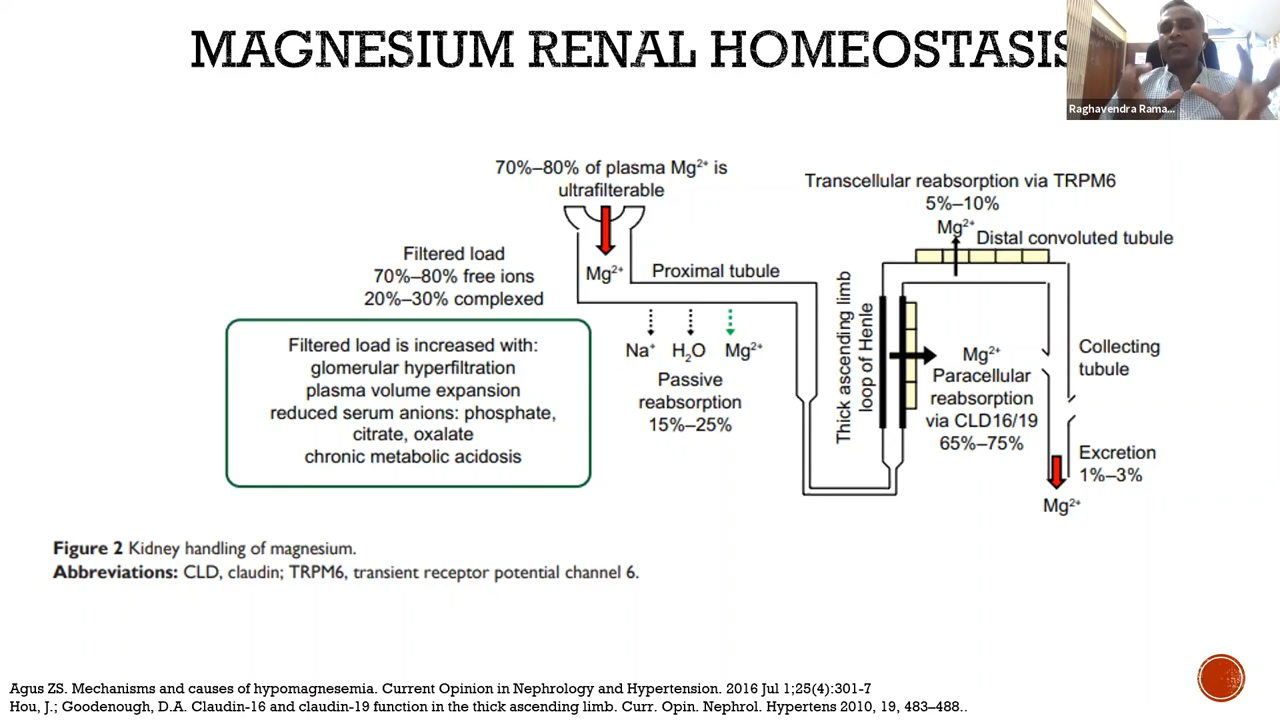 MAGNESIUM RENAL HOMEOSTASIS
Raghavendra Rama...
70%–80% of plasma Mg²⁺ is
ultrafilterable
Filtered load
70%–80% free ions
20%–30% complexed
Mg²⁺
Proximal tubule
Filtered load is increased with:
glomerular hyperfiltration
plasma volume expansion
reduced serum anions: phosphate,
citrate, oxalate
chronic metabolic acidosis
Na⁺ H₂O Mg²⁺
Passive
reabsorption
15%–25%
Thick ascending limb
loop of Henle
Transcellular reabsorption via TRPM6
5%–10%
Mg²⁺
Distal convoluted tubule
Mg²⁺
Paracellular
reabsorption
via CLD16/19
65%–75%
Collecting
tubule
Excretion
1%–3%
Mg²⁺
Figure 2 Kidney handling of magnesium.
Abbreviations: CLD, claudin; TRPM6, transient receptor potential channel 6.
Agus ZS. Mechanisms and causes of hypomagnesemia. Current Opinion in Nephrology and Hypertension. 2016 Jul 1;25(4):301-7
Hou, J.; Goodenough, D.A. Claudin-16 and claudin-19 function in the thick ascending limb. Curr. Opin. Nephrol. Hypertens 2010, 19, 483–488..